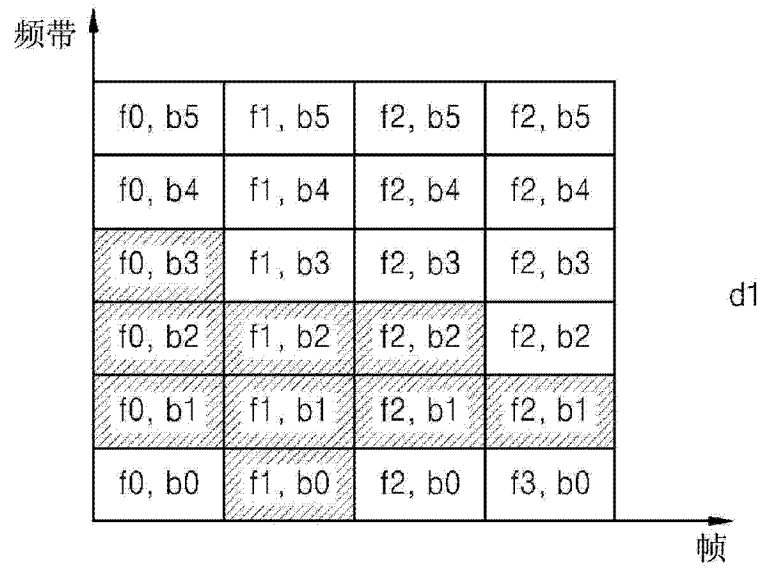 频带
f0, b5 f1, b5 f2, b5 f2, b5
f0, b4 f1, b4 f2, b4 f2, b4
f0, b3 f1, b3 f2, b3 f2, b3
d1
f0, b2 f1, b2 f2, b2 f2, b2
f0, b1 f1, b1 f2, b1 f2, b1
f0, b0 f1, b0 f2, b0 f3, b0
帧